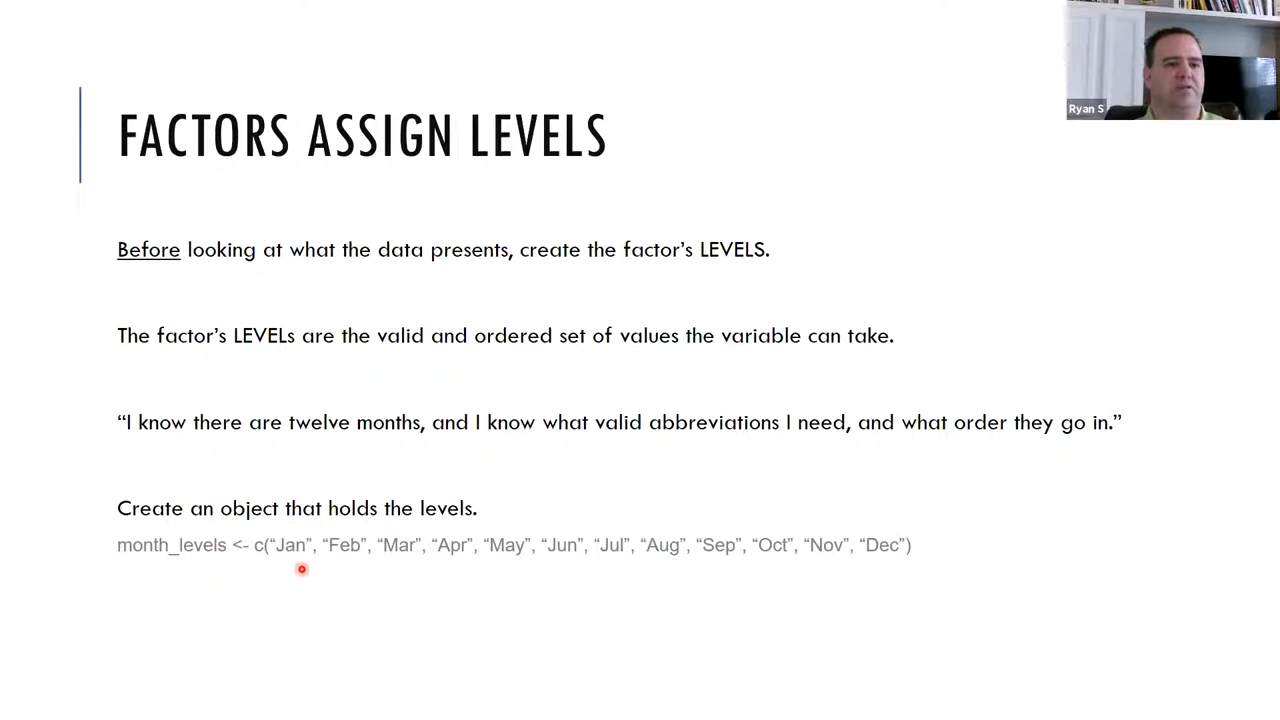 Ryan S
FACTORS ASSIGN LEVELS
Before looking at what the data presents, create the factor’s LEVELS.
The factor’s LEVELs are the valid and ordered set of values the variable can take.
“I know there are twelve months, and I know what valid abbreviations I need, and what order they go in.”
Create an object that holds the levels.
month_levels <- c(“Jan”, “Feb”, “Mar”, “Apr”, “May”, “Jun”, “Jul”, “Aug”, “Sep”, “Oct”, “Nov”, “Dec”)